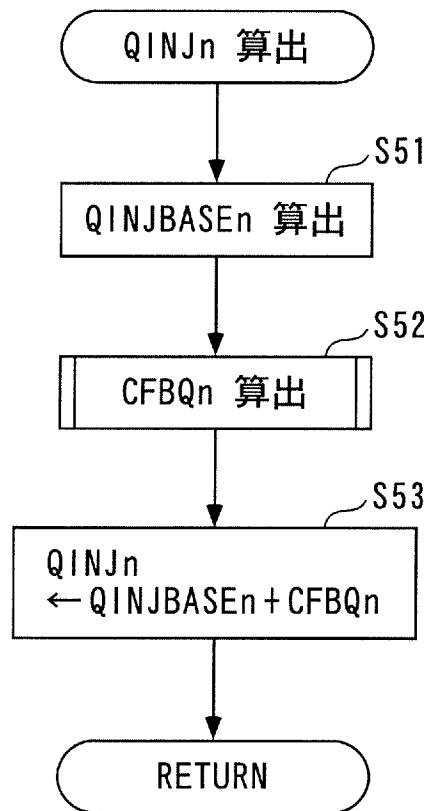 QINJn 算出
S51
QINJBASEn 算出
S52
CFBQn 算出
S53
QINJn
←QINJBASEn+CFBQn
RETURN